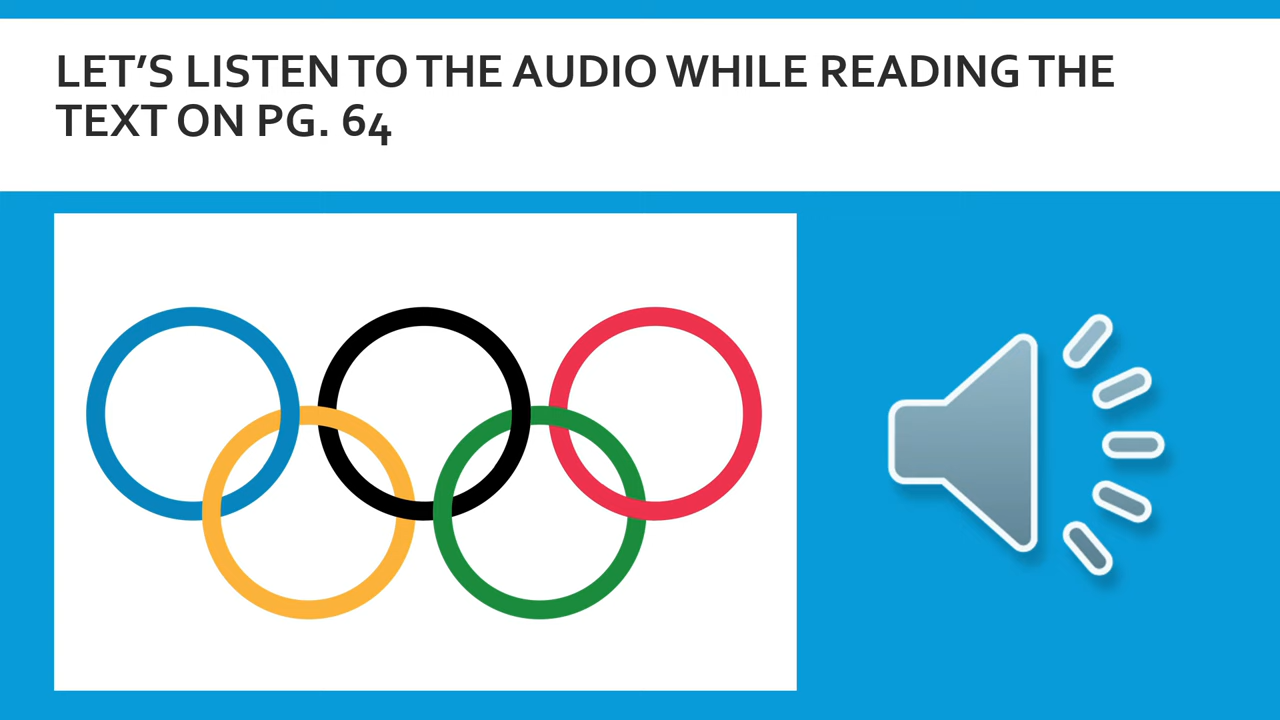 LET’S LISTEN TO THE AUDIO WHILE READING THE
TEXT ON PG. 64